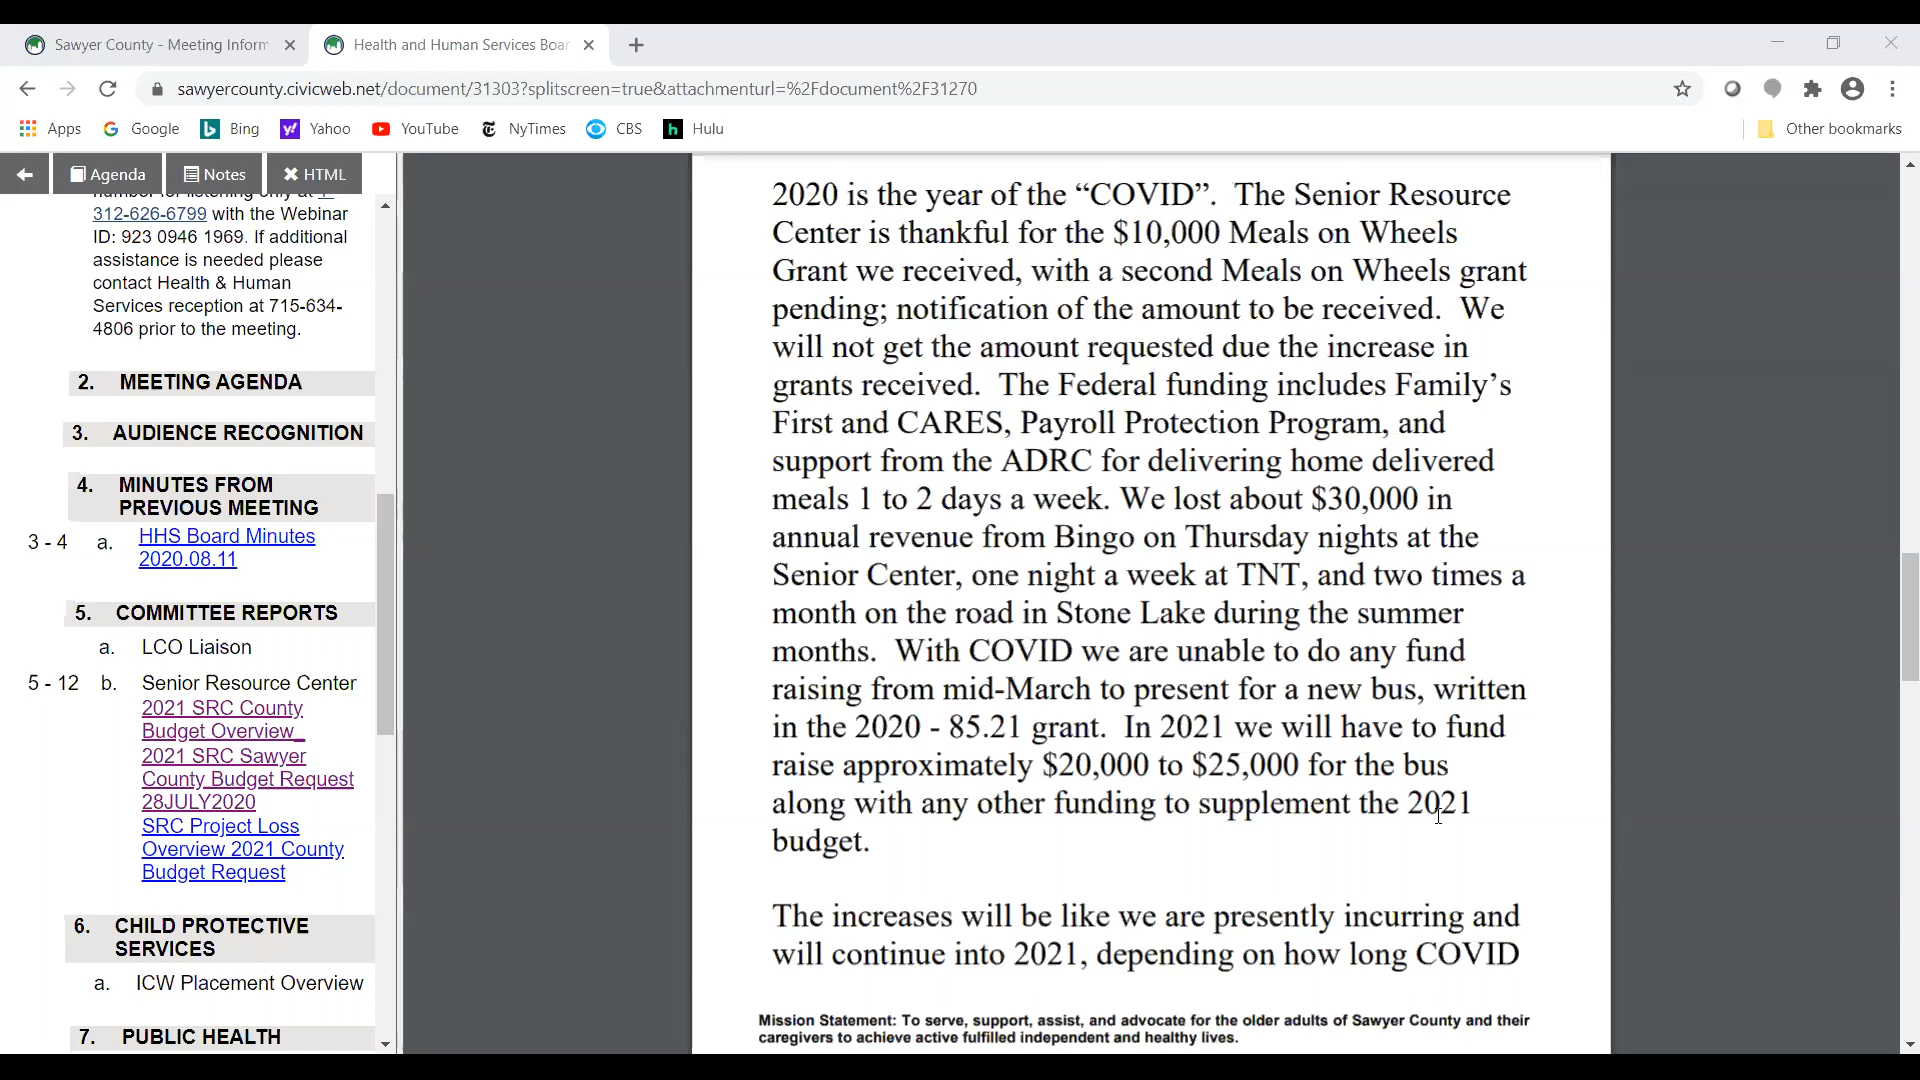 Sawyer County - Meeting Inform
Health and Human Services Boar
sawyercounty.civicweb.net/document/31303?splitscreen=true&attachmenturl=%2Fdocument%2F31270
Apps
Google
Bing
Yahoo
YouTube
NyTimes
CBS
Hulu
Other bookmarks
Agenda
Notes
HTML
number for listening only at 1-
312-626-6799 with the Webinar
ID: 923 0946 1969. If additional
assistance is needed please
contact Health & Human
Services reception at 715-634-
4806 prior to the meeting.
2. MEETING AGENDA
3. AUDIENCE RECOGNITION
4. MINUTES FROM
PREVIOUS MEETING
3 - 4 a. HHS Board Minutes
2020.08.11
5. COMMITTEE REPORTS
a. LCO Liaison
5 - 12 b. Senior Resource Center
2021 SRC County
Budget Overview_
2021 SRC Sawyer
County Budget Request
28JULY2020
SRC Project Loss
Overview 2021 County
Budget Request
6. CHILD PROTECTIVE
SERVICES
a. ICW Placement Overview
7. PUBLIC HEALTH
2020 is the year of the “COVID”. The Senior Resource
Center is thankful for the $10,000 Meals on Wheels
Grant we received, with a second Meals on Wheels grant
pending; notification of the amount to be received. We
will not get the amount requested due the increase in
grants received. The Federal funding includes Family’s
First and CARES, Payroll Protection Program, and
support from the ADRC for delivering home delivered
meals 1 to 2 days a week. We lost about $30,000 in
annual revenue from Bingo on Thursday nights at the
Senior Center, one night a week at TNT, and two times a
month on the road in Stone Lake during the summer
months. With COVID we are unable to do any fund
raising from mid-March to present for a new bus, written
in the 2020 - 85.21 grant. In 2021 we will have to fund
raise approximately $20,000 to $25,000 for the bus
along with any other funding to supplement the 2021
budget.
The increases will be like we are presently incurring and
will continue into 2021, depending on how long COVID
Mission Statement: To serve, support, assist, and advocate for the older adults of Sawyer County and their
caregivers to achieve active fulfilled independent and healthy lives.